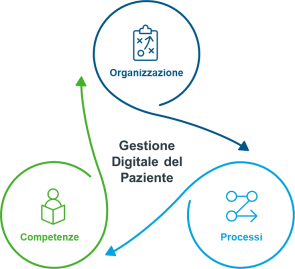 Organizzazione
Gestione
Digitale del
Paziente
Competenze
Processi